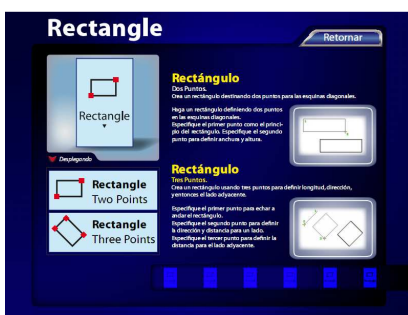 Rectangle
Retornar
Rectangle
Desplegando
Rectangle
Two Points
Rectangle
Three Points
Rectángulo
Dos Puntos.
Crea un rectángulo destinando dos puntos para las esquinas diagonales.
Haga un rectángulo definiendo dos puntos
en las esquinas diagonales.
Especifique el primer punto como el princi-
pio del rectángulo. Especifique el segundo
punto para definir anchura y altura.
Rectángulo
Tres Puntos.
Crea un rectángulo usando tres puntos para definir longitud, dirección,
y entonces el lado adyacente.
Especifique el primer punto para echar a
andar el rectángulo.
Especifique el segundo punto para definir
la dirección y distancia para un lado.
Especifique el tercer punto para definir la
distancia para el lado adyacente.